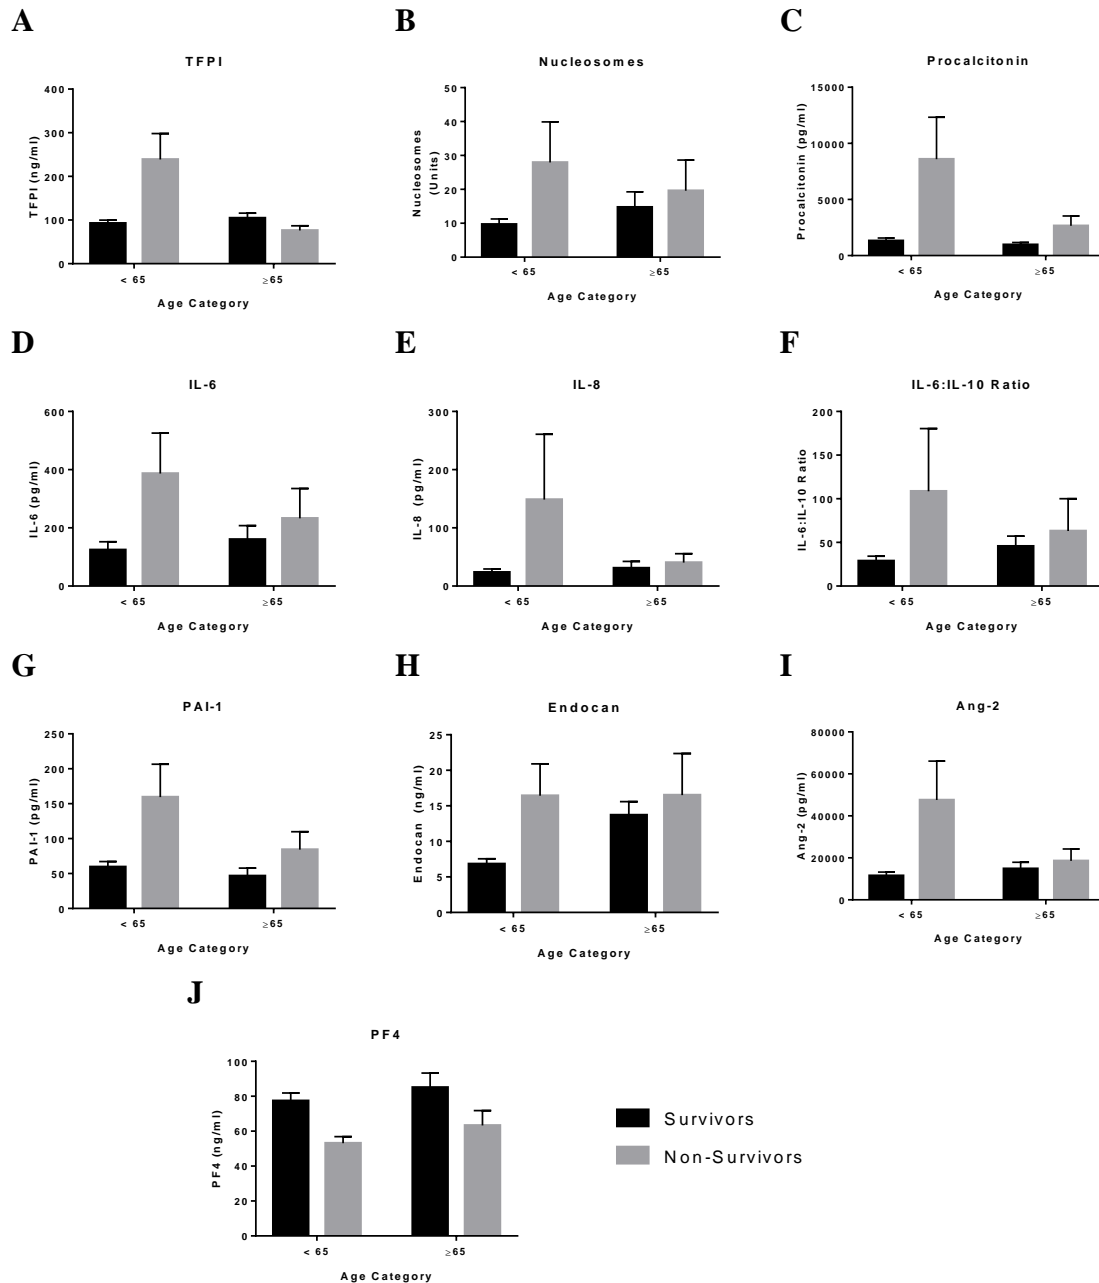 A
TFPI
400
300
200
100
0
TFPI (ng/ml)
< 65
≥65
Age Category
B
Nucleosomes
50
40
30
20
10
0
Nucleosomes
(Units)
< 65
≥65
Age Category
C
Procalcitonin
15000
10000
5000
0
Procalcitonin (pg/ml)
< 65
≥65
Age Category
D
IL-6
600
400
200
0
IL-6 (pg/ml)
< 65
≥65
Age Category
E
IL-8
300
200
100
0
IL-8 (pg/ml)
< 65
≥65
Age Category
F
IL-6:IL-10 Ratio
200
150
100
50
0
IL-6:IL-10 Ratio
< 65
≥65
Age Category
G
PAI-1
250
200
150
100
50
0
PAI-1 (pg/ml)
< 65
≥65
Age Category
H
Endocan
25
20
15
10
5
0
Endocan (ng/ml)
< 65
≥65
Age Category
I
Ang-2
80000
60000
40000
20000
0
Ang-2 (pg/ml)
< 65
≥65
Age Category
J
PF4
100
80
60
40
20
0
PF4 (ng/ml)
< 65
≥65
Age Category
Survivors
Non-Survivors